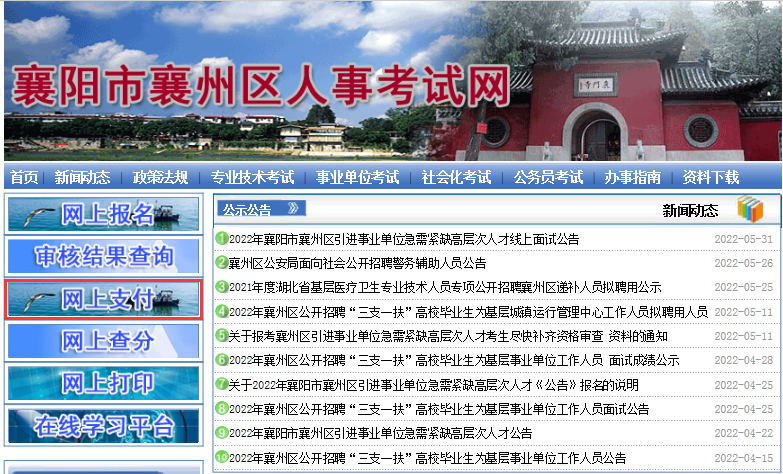 襄阳市襄州区人事考试网
首页 | 新闻动态 | 政策法规 | 专业技术考试 | 事业单位考试 | 社会化考试 | 公务员考试 | 办事指南 | 资料下载
网上报名
审核结果查询
网上支付
网上查分
网上打印
在线学习平台
公示公告 新闻动态
1 2022年襄阳市襄州区引进事业单位急需紧缺高层次人才线上面试公告 2022-05-31
2 襄州区公安局面向社会公开招聘警务辅助人员公告 2022-05-26
3 2021年度湖北省基层医疗卫生专业技术人员专项公开招聘襄州区递补人员拟聘用公示 2022-05-25
4 2022年襄州区公开招聘“三支一扶”高校毕业生为基层城镇运行管理中心工作人员拟聘用人员 2022-05-11
5 关于报考襄州区引进事业单位急需紧缺高层次人才考生尽快补齐资格审查 资料的通知 2022-05-11
6 2022年襄州区公开招聘“三支一扶”高校毕业生为基层事业单位工作人员 面试成绩公示 2022-04-28
7 关于2022年襄阳市襄州区引进事业单位急需紧缺高层次人才《公告》报名的说明 2022-04-25
8 2022年襄州区公开招聘“三支一扶”高校毕业生为基层事业单位工作人员面试公告 2022-04-25
9 2022年襄阳市襄州区引进事业单位急需紧缺高层次人才公告 2022-04-22
10 2022年襄州区公开招聘“三支一扶”高校毕业生为基层事业单位工作人员公告 2022-04-15